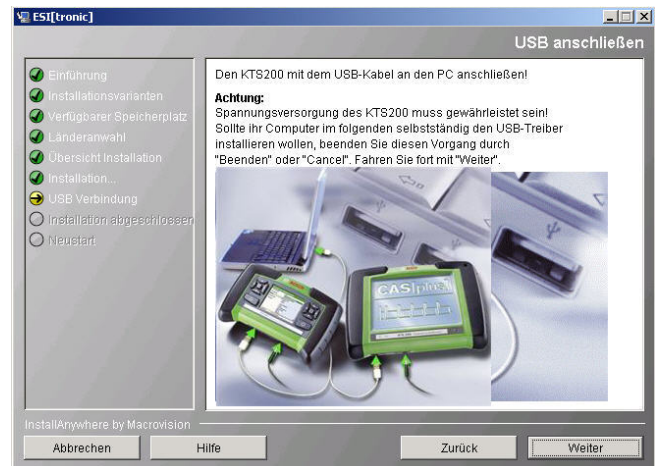 ESI[tronic]
USB anschließen
Einführung
Installationsvarianten
Verfügbarer Speicherplatz
Länderanwahl
Übersicht Installation
Installation...
USB Verbindung
Installation abgeschlossen
Neustart
Den KTS200 mit dem USB-Kabel an den PC anschließen!
Achtung:
Spannungsversorgung des KTS200 muss gewährleistet sein!
Sollte ihr Computer im folgenden selbstständig den USB-Treiber
installieren wollen, beenden Sie diesen Vorgang durch
"Beenden" oder "Cancel". Fahren Sie fort mit "Weiter".
CAS[plus]
InstallAnywhere by Macrovision
Abbrechen
Hilfe
Zurück
Weiter